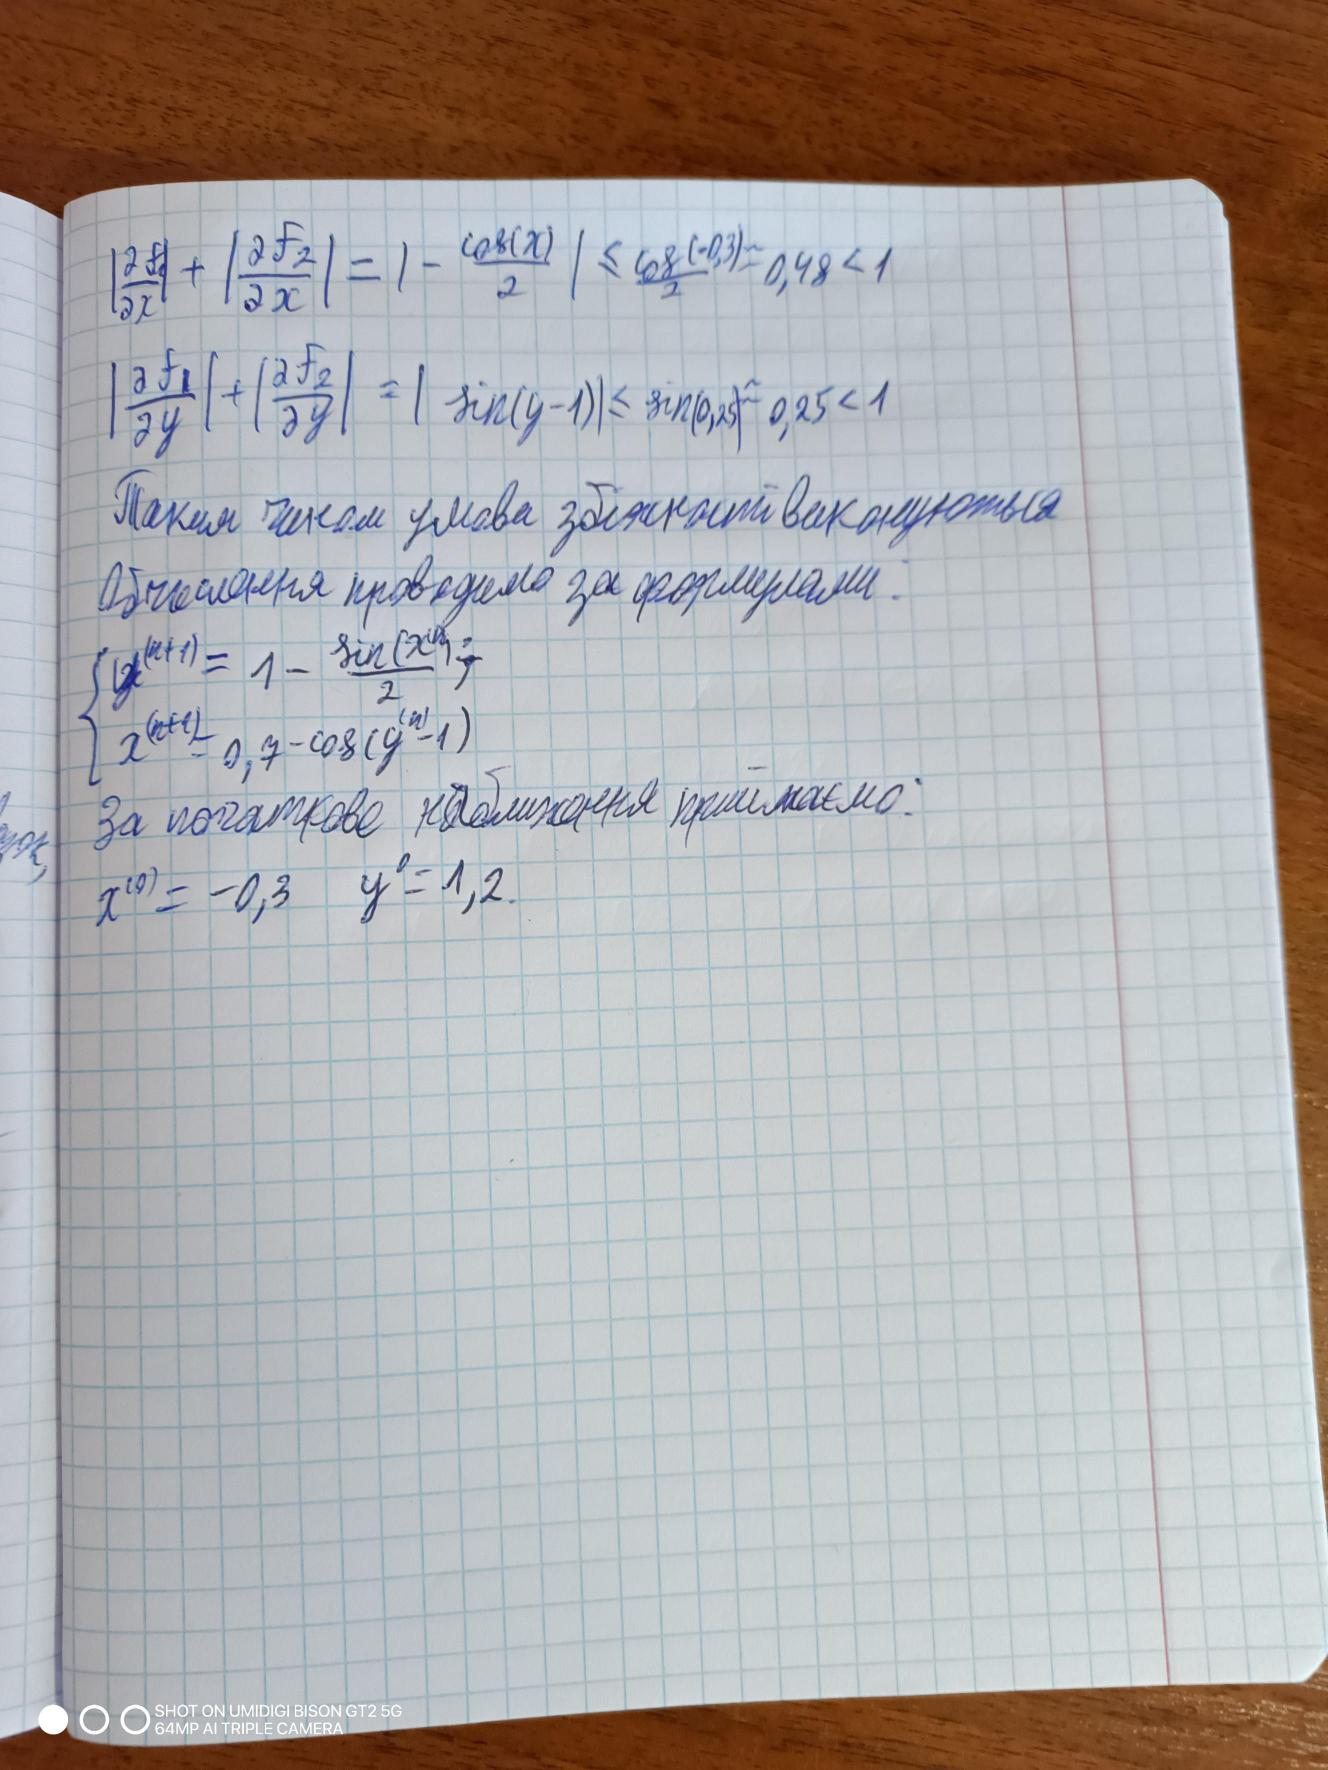 |∂f₁/∂x| + |∂f₂/∂x| = |- cos(x)/2| ≤ cos(-0,3)/2 ≈ 0,48 < 1
|∂f₁/∂y| + |∂f₂/∂y| = | sin(y-1)| ≤ sin(0,25) ≈ 0,25 < 1
Таким чином умова збіжності виконуються
Обчислення проводимо за формулами:
{ y⁽ⁿ⁺¹⁾ = 1 - sin(x⁽ⁿ⁾)/2;
x⁽ⁿ⁺¹⁾ = 0,7 - cos(y⁽ⁿ⁾-1)
За початкове наближення приймаємо:
x⁽⁰⁾ = -0,3 y⁰ = 1,2.
SHOT ON UMIDIGI BISON GT2 5G
64MP AI TRIPLE CAMERA